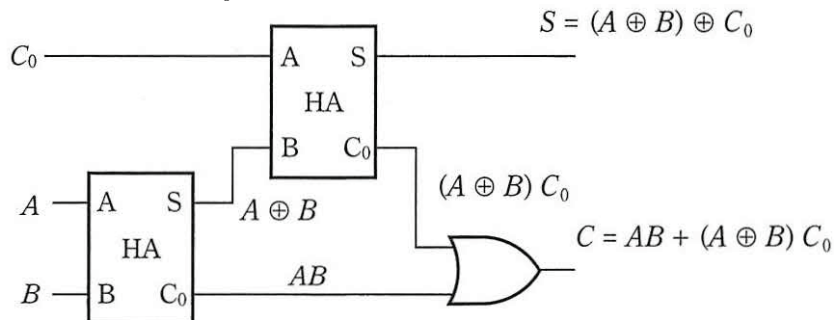 S = (A ⊕ B) ⊕ C₀
C₀
A S
HA
B C₀
(A ⊕ B) C₀
A
A S
A ⊕ B
C = AB + (A ⊕ B) C₀
HA
AB
B
B C₀